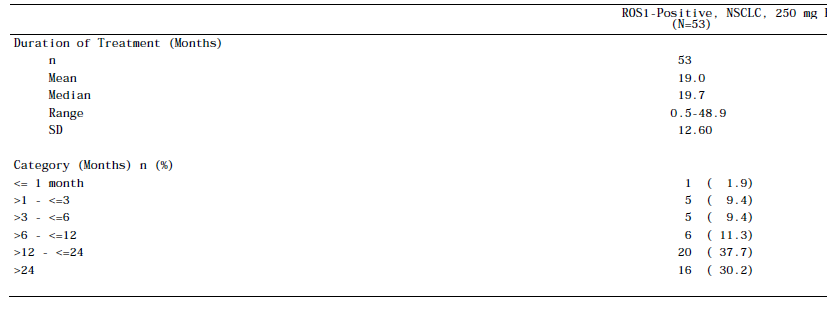 ROS1-Positive, NSCLC, 250 mg
(N=53)
Duration of Treatment (Months)
n 53
Mean 19.0
Median 19.7
Range 0.5-48.9
SD 12.60
Category (Months) n (%)
<= 1 month 1 ( 1.9)
>1 - <=3 5 ( 9.4)
>3 - <=6 5 ( 9.4)
>6 - <=12 6 ( 11.3)
>12 - <=24 20 ( 37.7)
>24 16 ( 30.2)